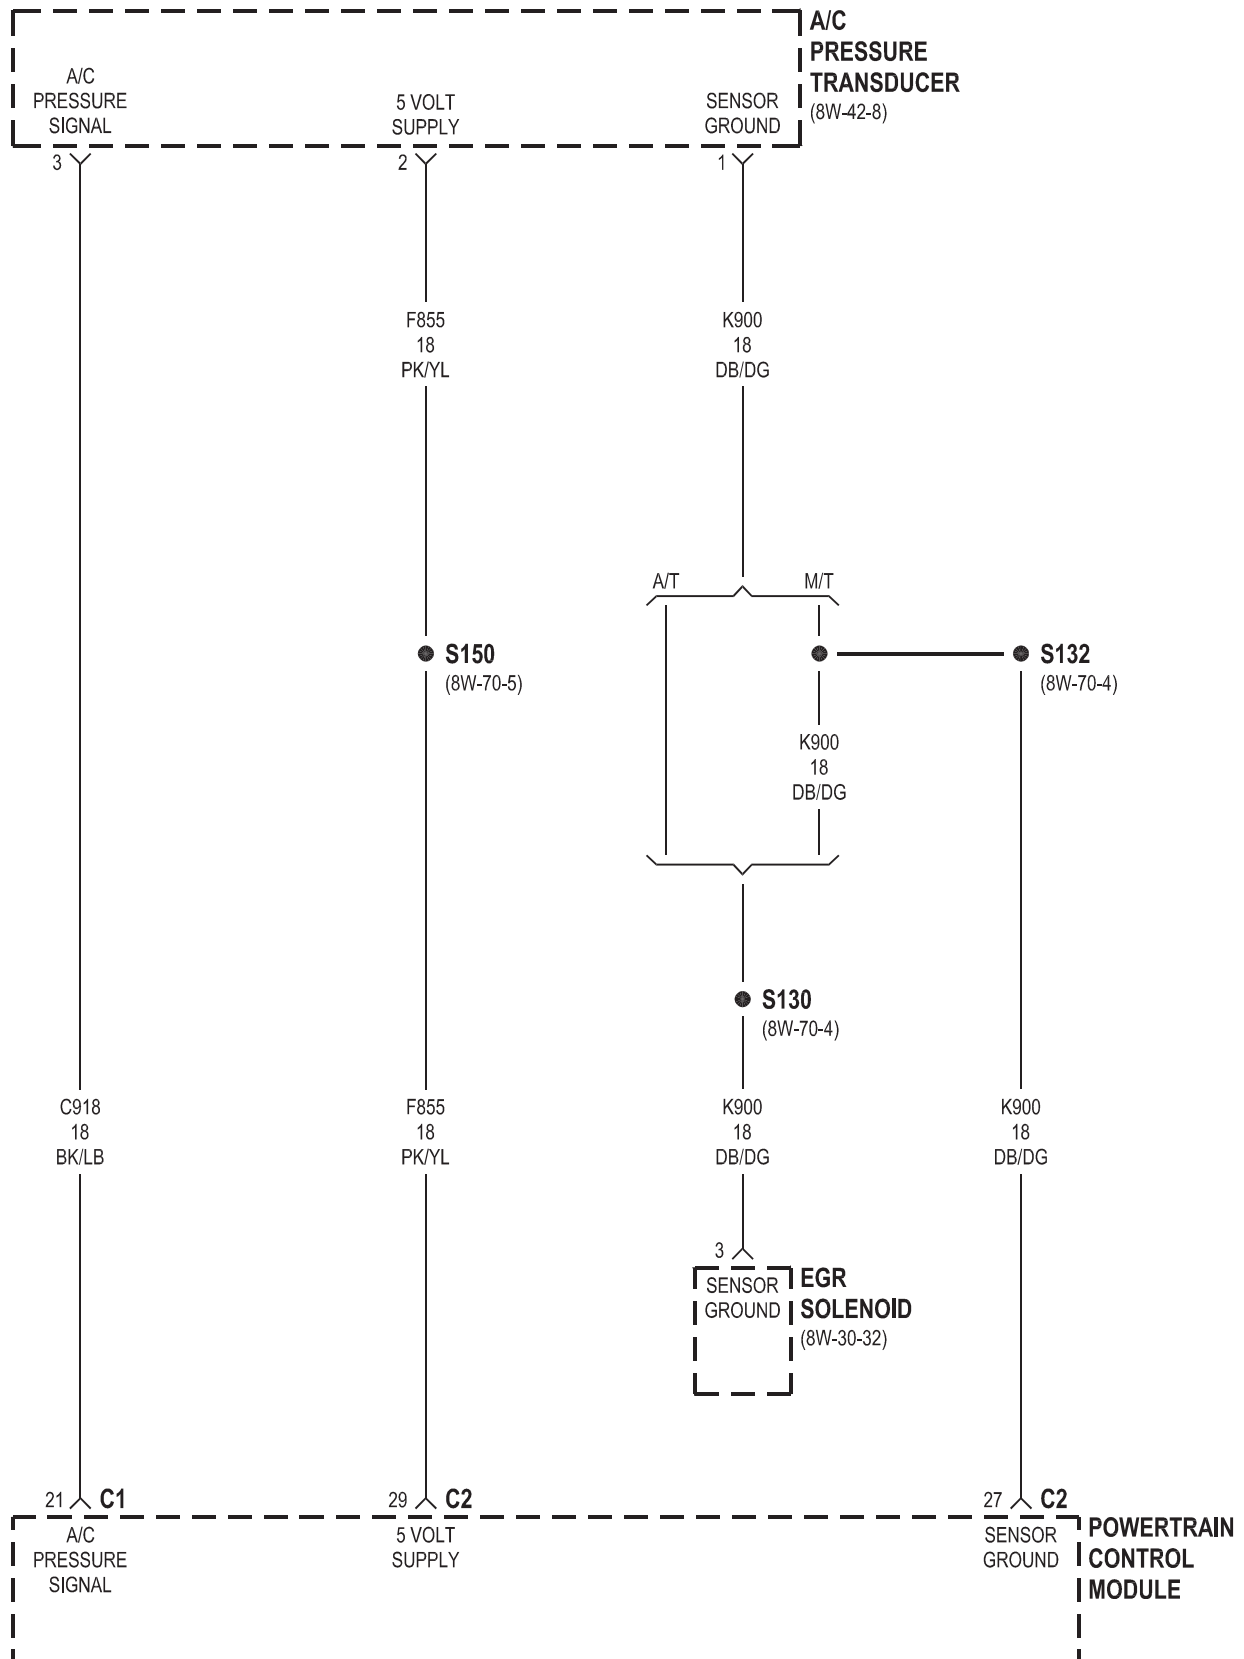 A/C
PRESSURE
TRANSDUCER
(8W-42-8)
A/C
PRESSURE
SIGNAL
5 VOLT
SUPPLY
SENSOR
GROUND
3
2
1
F855
18
PK/YL
K900
18
DB/DG
A/T
M/T
S150
(8W-70-5)
S132
(8W-70-4)
K900
18
DB/DG
S130
(8W-70-4)
C918
18
BK/LB
F855
18
PK/YL
K900
18
DB/DG
K900
18
DB/DG
3
SENSOR
GROUND
EGR
SOLENOID
(8W-30-32)
21 C1
29 C2
27 C2
A/C
PRESSURE
SIGNAL
5 VOLT
SUPPLY
SENSOR
GROUND
POWERTRAIN
CONTROL
MODULE